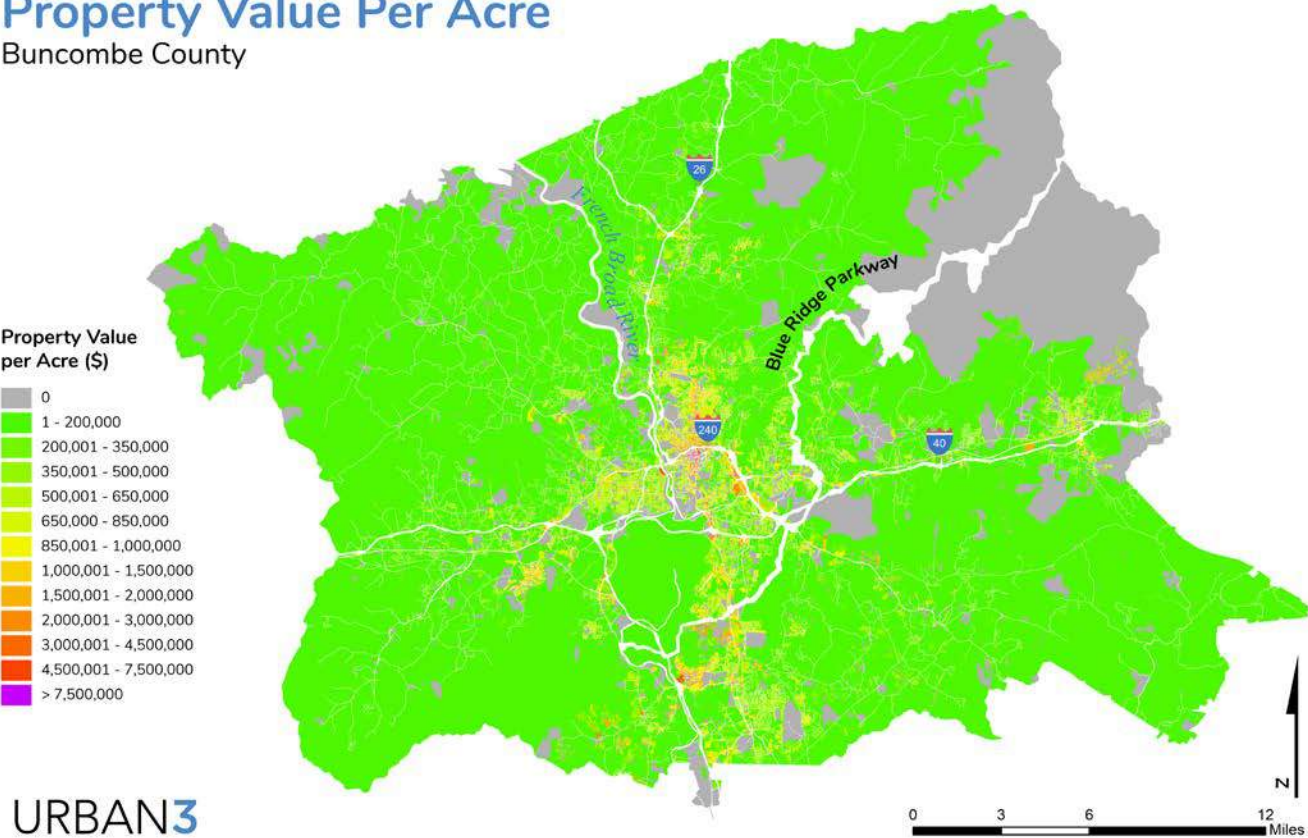 Property Value Per Acre
Buncombe County
26
French Broad River
Blue Ridge Parkway
240
40
Property Value
per Acre ($)
0
1 - 200,000
200,001 - 350,000
350,001 - 500,000
500,001 - 650,000
650,000 - 850,000
850,001 - 1,000,000
1,000,001 - 1,500,000
1,500,001 - 2,000,000
2,000,001 - 3,000,000
3,000,001 - 4,500,000
4,500,001 - 7,500,000
> 7,500,000
N
URBAN3
0 3 6 12
Miles